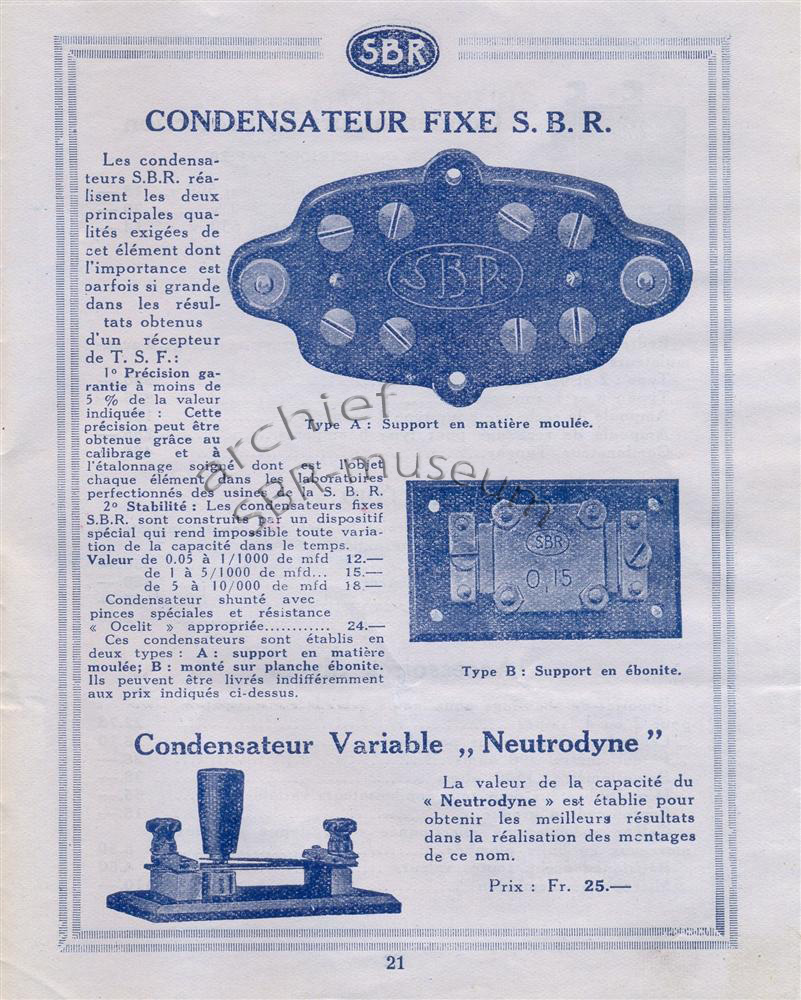 SBR
CONDENSATEUR FIXE S. B. R.
Les condensa-
teurs S.B.R. réa-
lisent les deux
principales qua-
lités exigées de
cet élément dont
l'importance est
parfois si grande
dans les résul-
tats obtenus
d'un récepteur
de T. S. F. :
1º Précision ga-
rantie à moins de
5 % de la valeur
indiquée : Cette
précision peut être
obtenue grâce au
calibrage et à
l'étalonnage soigné dont est l'objet
chaque élément dans les laboratoires
perfectionnés des usines de la S. B. R.
2º Stabilité : Les condensateurs fixes
S.B.R. sont construits par un dispositif
spécial qui rend impossible toute varia-
tion de la capacité dans le temps.
Valeur de 0.05 à 1/1000 de mfd 12.—
de 1 à 5/1000 de mfd... 15.—
de 5 à 10/000 de mfd 18.—
Condensateur shunté avec
pinces spéciales et résistance
« Ocelit » appropriée............ 24.—
Ces condensateurs sont établis en
deux types : A : support en matière
moulée; B : monté sur planche ébonite.
Ils peuvent être livrés indifféremment
aux prix indiqués ci-dessus.
SBR
Type A : Support en matière moulée.
SBR
0,15
Type B : Support en ébonite.
archief
SBR-museum
Condensateur Variable „ Neutrodyne ”
La valeur de la capacité du
« Neutrodyne » est établie pour
obtenir les meilleurs résultats
dans la réalisation des montages
de ce nom.
Prix : Fr. 25.—
21